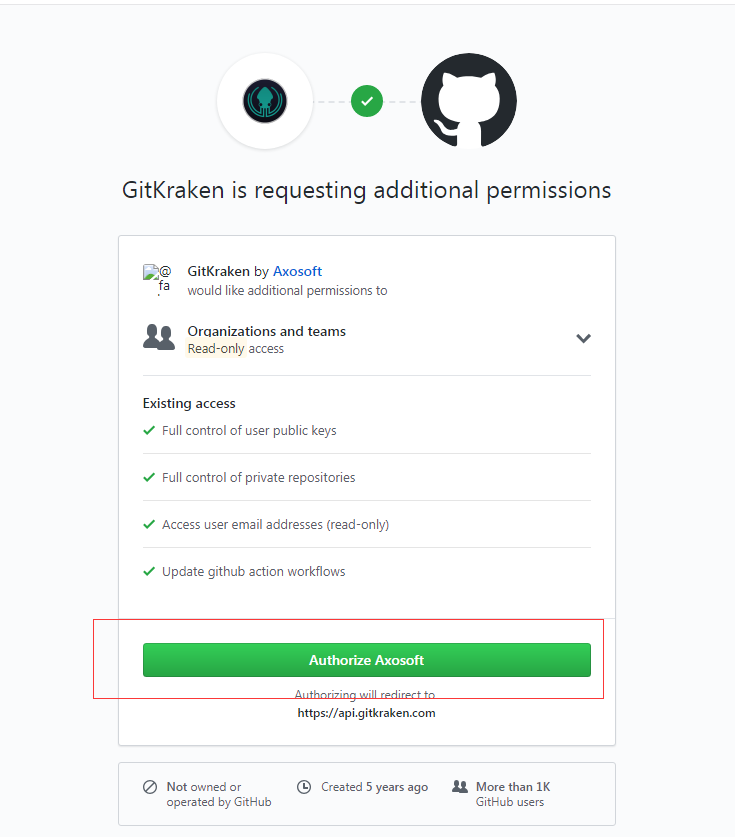 GitKraken is requesting additional permissions
@
fa
GitKraken by Axosoft
would like additional permissions to
Organizations and teams
Read-only access
Existing access
Full control of user public keys
Full control of private repositories
Access user email addresses (read-only)
Update github action workflows
Authorize Axosoft
Authorizing will redirect to
https://api.gitkraken.com
Not owned or
operated by GitHub
Created 5 years ago
More than 1K
GitHub users